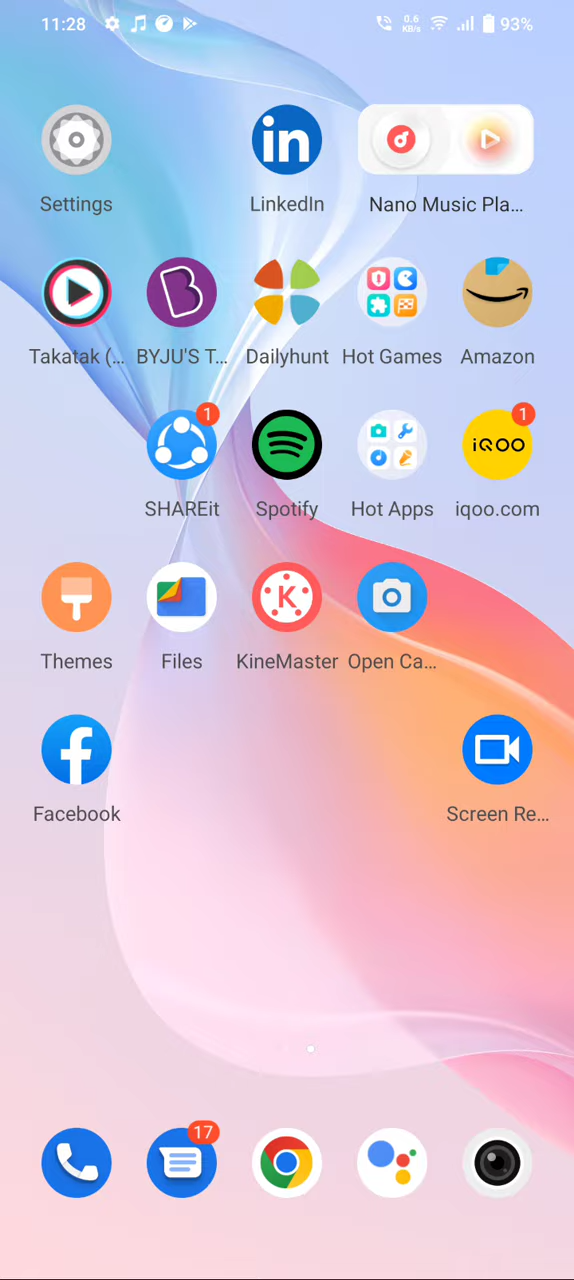 11:28 0.6 KB/s 93%
Settings LinkedIn Nano Music Pla...
Takatak (... BYJU'S T... Dailyhunt Hot Games Amazon
1 1
iQOO
SHAREit Spotify Hot Apps iqoo.com
K
Themes Files KineMaster Open Ca...
Facebook Screen Re...
17